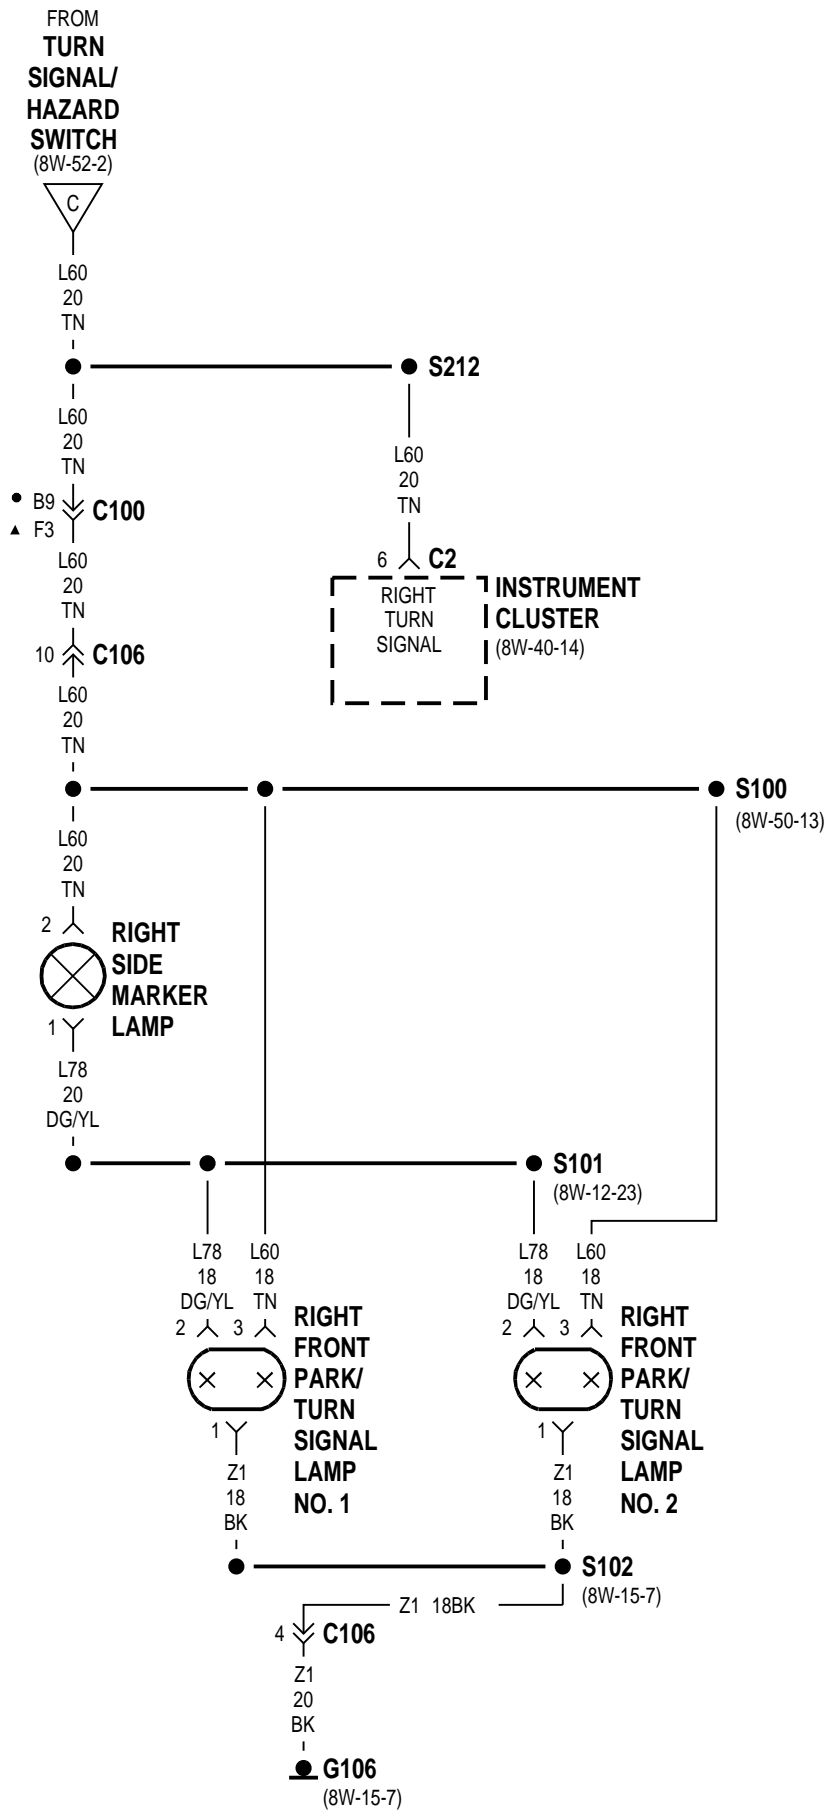 FROM
TURN
SIGNAL/
HAZARD
SWITCH
(8W-52-2)
C
L60
20
TN
S212
L60
20
TN
L60
20
TN
B9
C100
F3
6
C2
L60
20
TN
RIGHT
TURN
SIGNAL
INSTRUMENT
CLUSTER
(8W-40-14)
10
C106
L60
20
TN
S100
(8W-50-13)
L60
20
TN
2
RIGHT
SIDE
MARKER
LAMP
1
L78
20
DG/YL
S101
(8W-12-23)
L78
18
DG/YL
L60
18
TN
L78
18
DG/YL
L60
18
TN
2
3
RIGHT
FRONT
PARK/
TURN
SIGNAL
LAMP
NO. 1
2
3
RIGHT
FRONT
PARK/
TURN
SIGNAL
LAMP
NO. 2
1
Z1
18
BK
1
Z1
18
BK
S102
(8W-15-7)
Z1 18BK
4
C106
Z1
20
BK
G106
(8W-15-7)